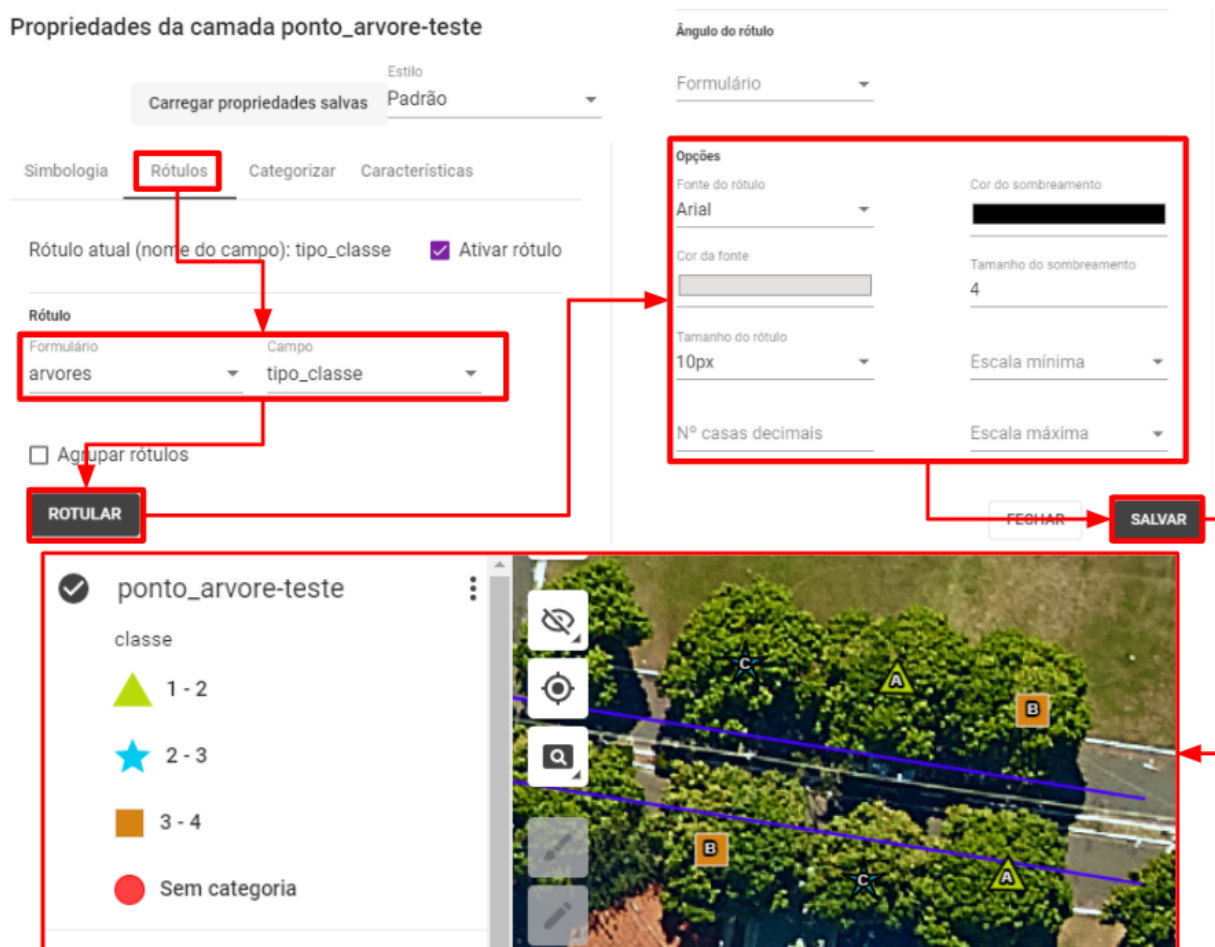 Propriedades da camada ponto_arvore-teste
Estilo
Carregar propriedades salvas
Padrão
Simbologia
Rótulos
Categorizar
Características
Rótulo atual (nome do campo): tipo_classe
Ativar rótulo
Rótulo
Formulário
Campo
arvores
tipo_classe
Agrupar rótulos
ROTULAR
Ângulo do rótulo
Formulário
Opções
Fonte do rótulo
Cor do sombreamento
Arial
Cor da fonte
Tamanho do sombreamento
4
Tamanho do rótulo
10px
Escala mínima
Nº casas decimais
Escala máxima
FECHAR
SALVAR
ponto_arvore-teste
classe
1 - 2
2 - 3
3 - 4
Sem categoria
C
A
B
B
C
A